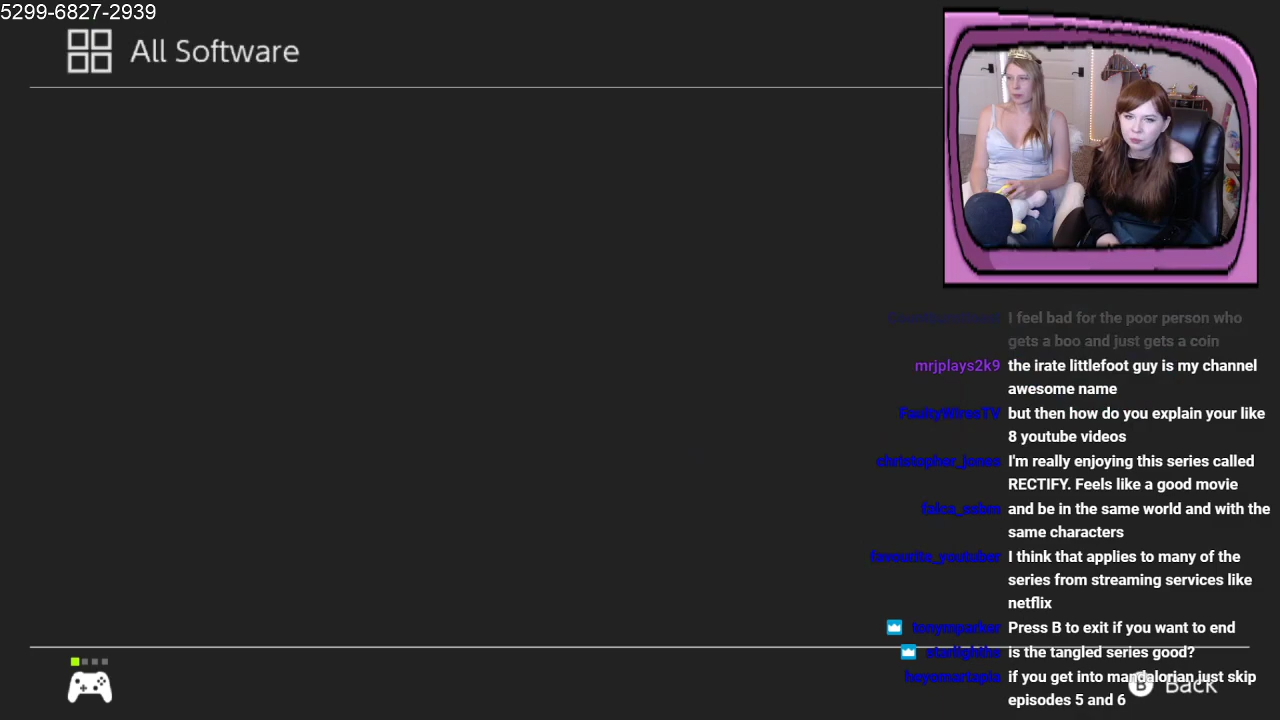 5299-6827-2939
All Software
I feel bad for the poor person who
gets a boo and just gets a coin
mrjplays2k9 the irate littlefoot guy is my channel
awesome name
FaultyWiresTV but then how do you explain your like
8 youtube videos
christopher_jones I'm really enjoying this series called
RECTIFY. Feels like a good movie
and be in the same world and with the
same characters
favourite_youtuber I think that applies to many of the
series from streaming services like
netflix
tonymparker Press B to exit if you want to end
is the tangled series good?
heyomartapia if you get into mandalorian just skip
episodes 5 and 6
B Back